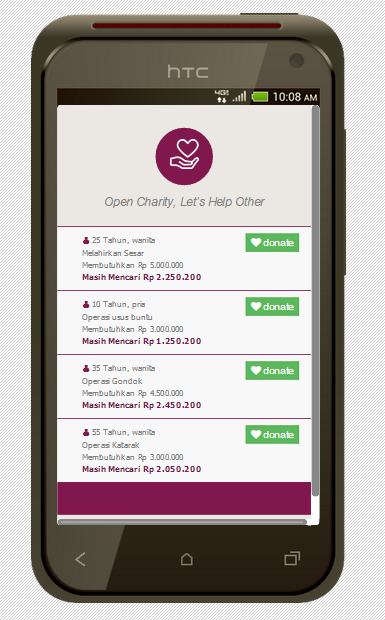 hTC
4G
10:08 AM
Open Charity, Let's Help Other
25 Tahun, wanita
donate
Melahirkan Sesar
Membutuhkan Rp 5.000.000
Masih Mencari Rp 2.250.200
10 Tahun, pria
donate
Operasi usus buntu
Membutuhkan Rp 3.000.000
Masih Mencari Rp 1.250.200
35 Tahun, wanita
donate
Operasi Gondok
Membutuhkan Rp 4.500.000
Masih Mencari Rp 2.450.200
55 Tahun, wanita
donate
Operasi Katarak
Membutuhkan Rp 3.000.000
Masih Mencari Rp 2.050.200